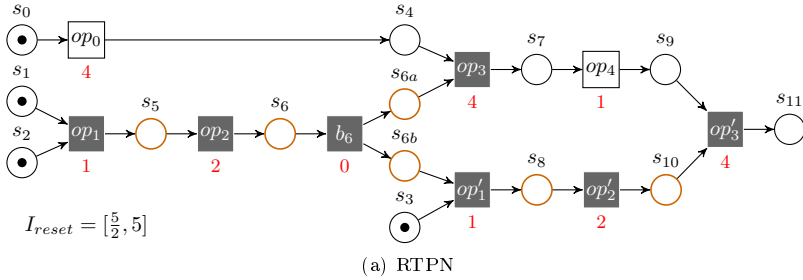 s₀ op₀ 4 s₄
s₁ s₂ op₁ 1 s₅ op₂ 2 s₆ b₆ 0 s₆ₐ s₆b
op₃ 4 s₇ op₄ 1 s₉
s₃ op′₁ 1 s₈ op′₂ 2 s₁₀
op′₃ 4 s₁₁
I_reset = [5/2, 5]
(a) RTPN